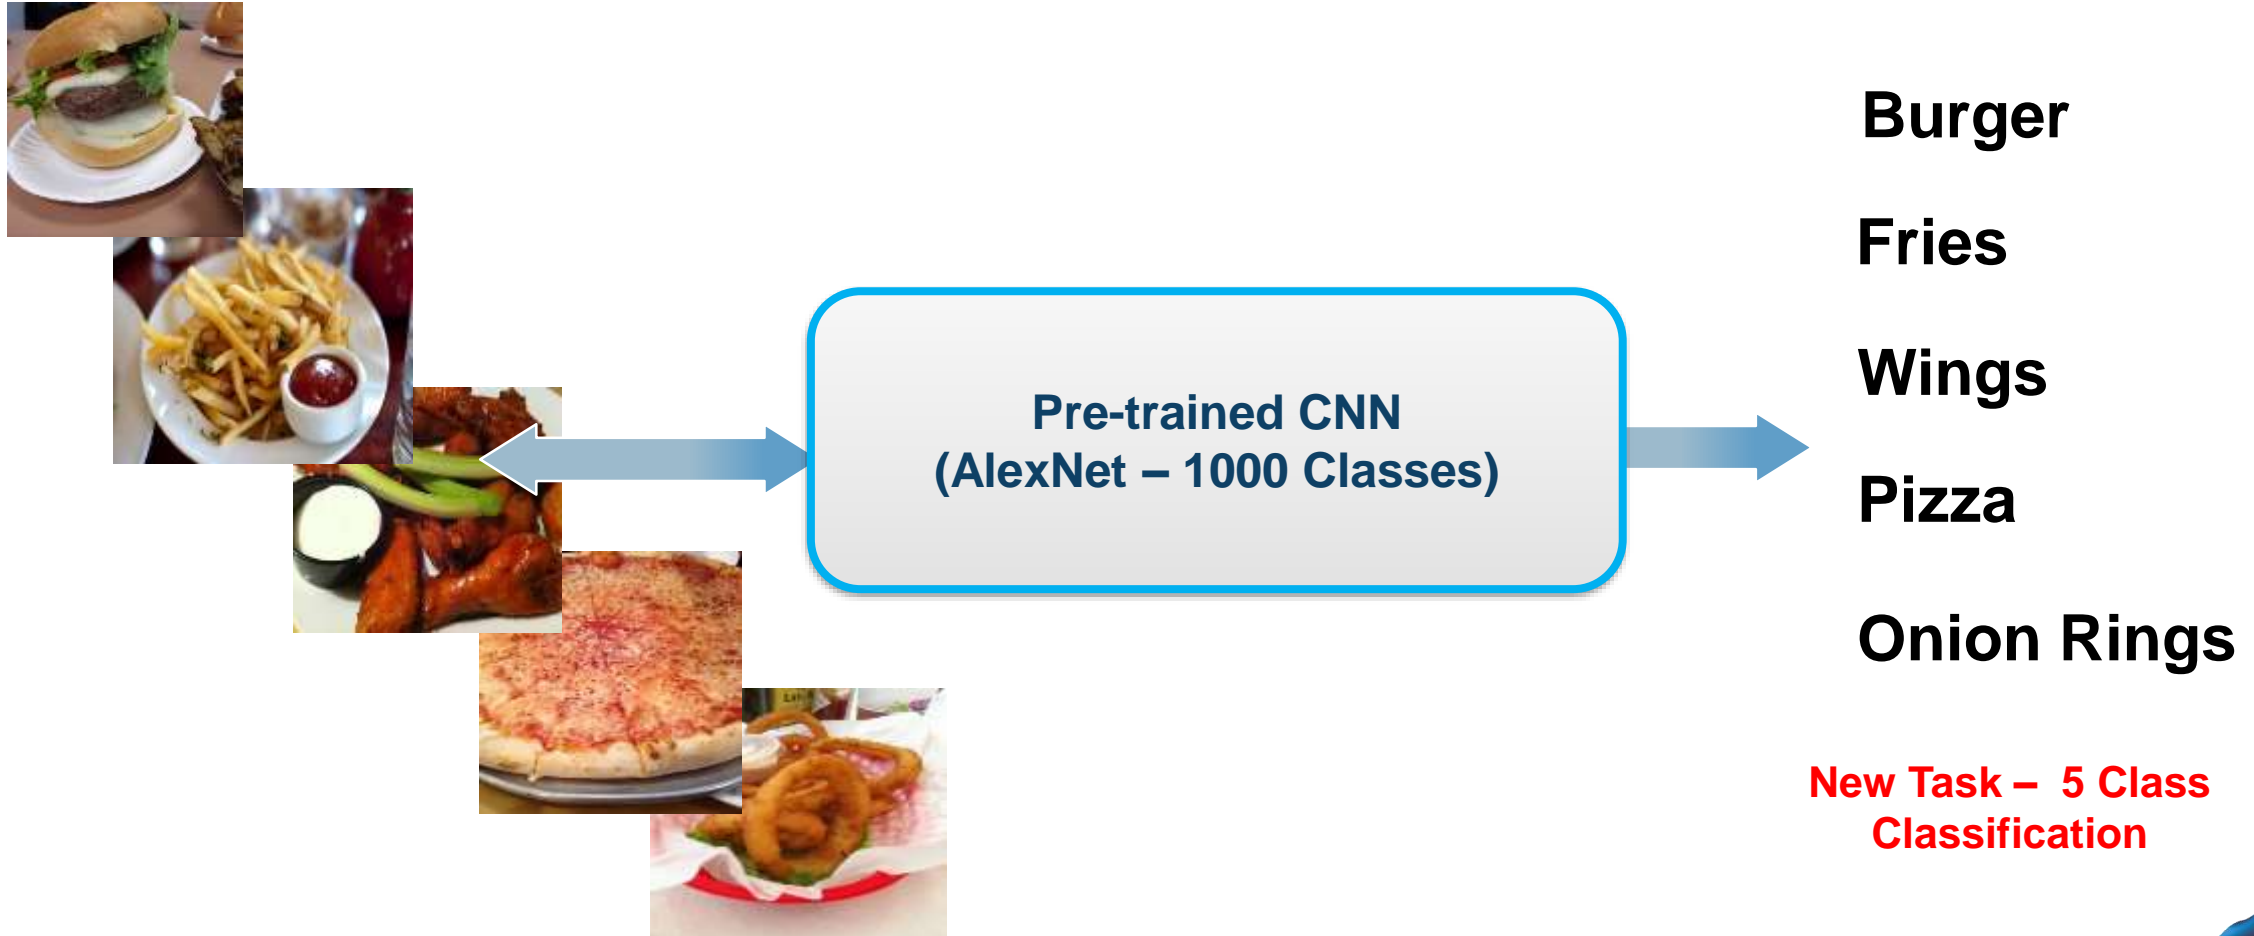 Burger
Fries
Wings
Pre-trained CNN
(AlexNet – 1000 Classes)
Pizza
Onion Rings
New Task – 5 Class
Classification